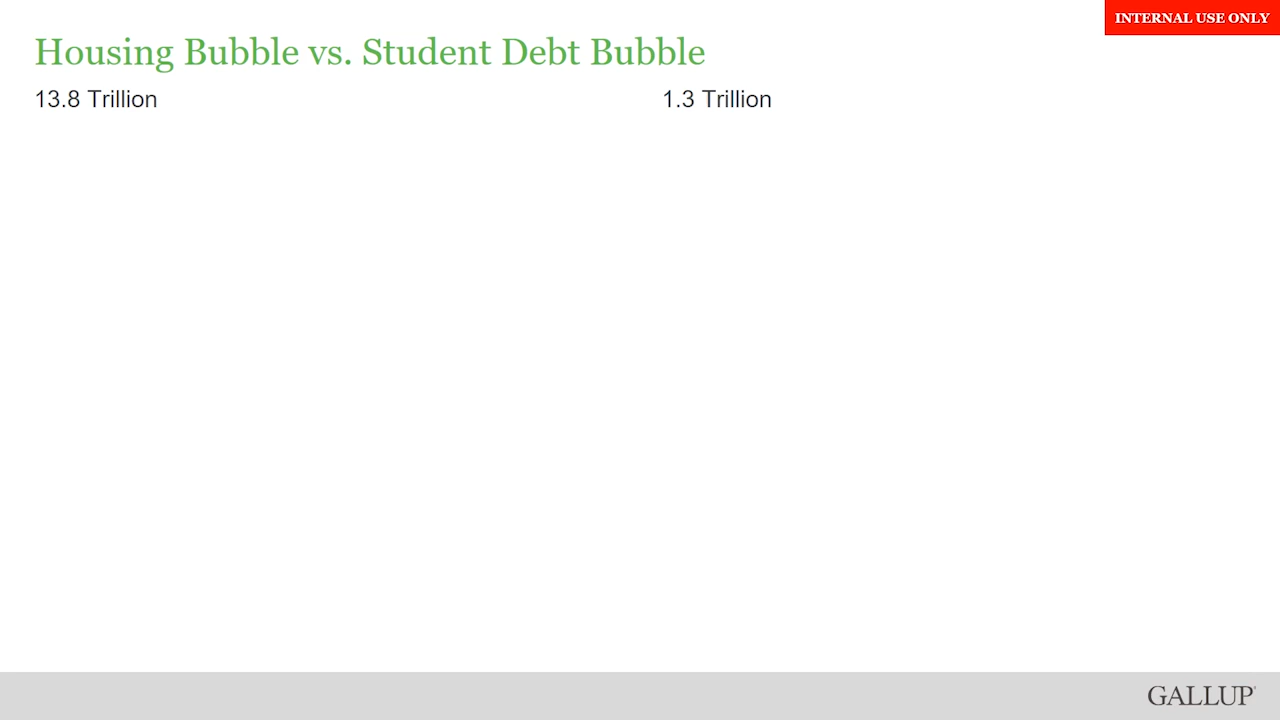 INTERNAL USE ONLY
Housing Bubble vs. Student Debt Bubble
13.8 Trillion
1.3 Trillion
GALLUP